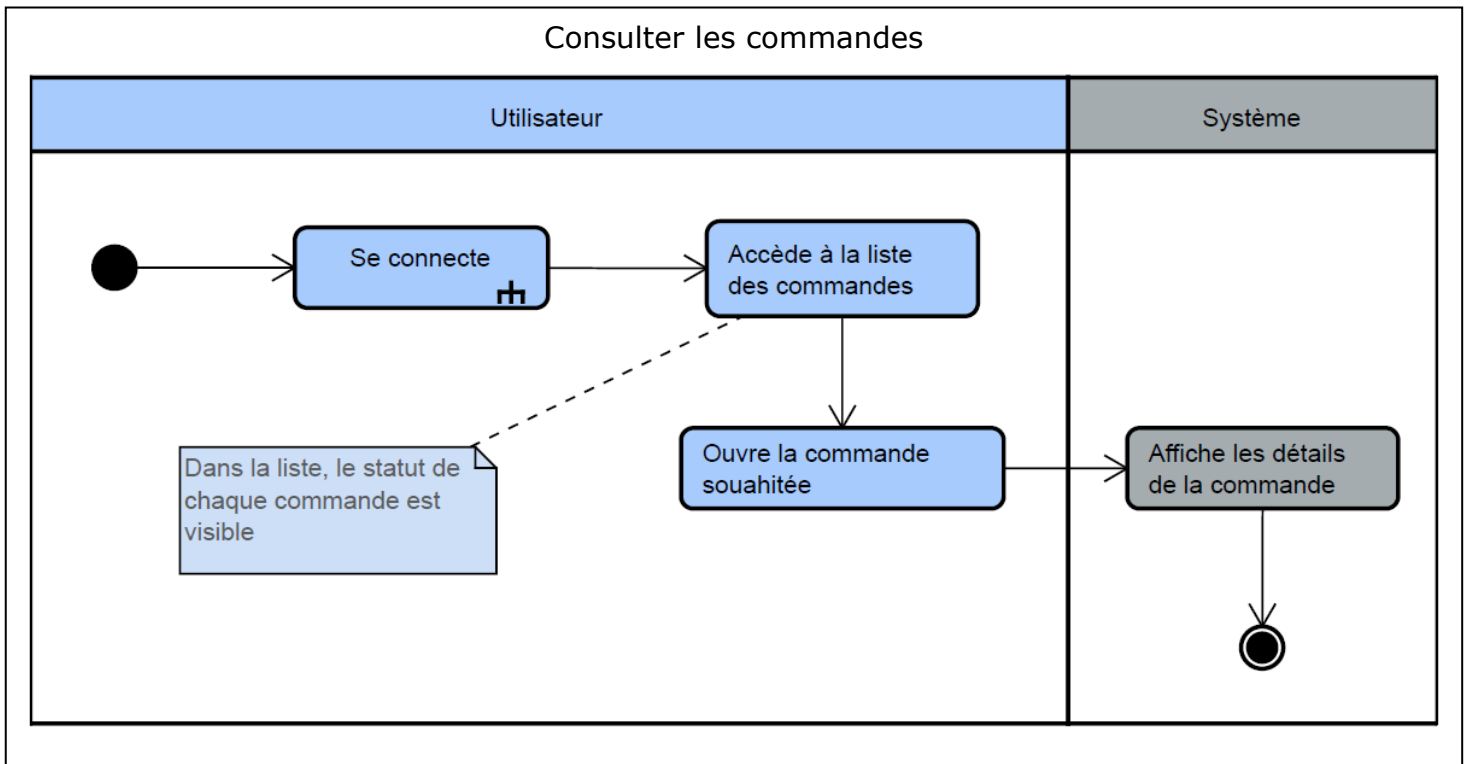 Consulter les commandes
Utilisateur
Système
Se connecte
Accède à la liste
des commandes
Dans la liste, le statut de
chaque commande est
visible
Ouvre la commande
souahitée
Affiche les détails
de la commande